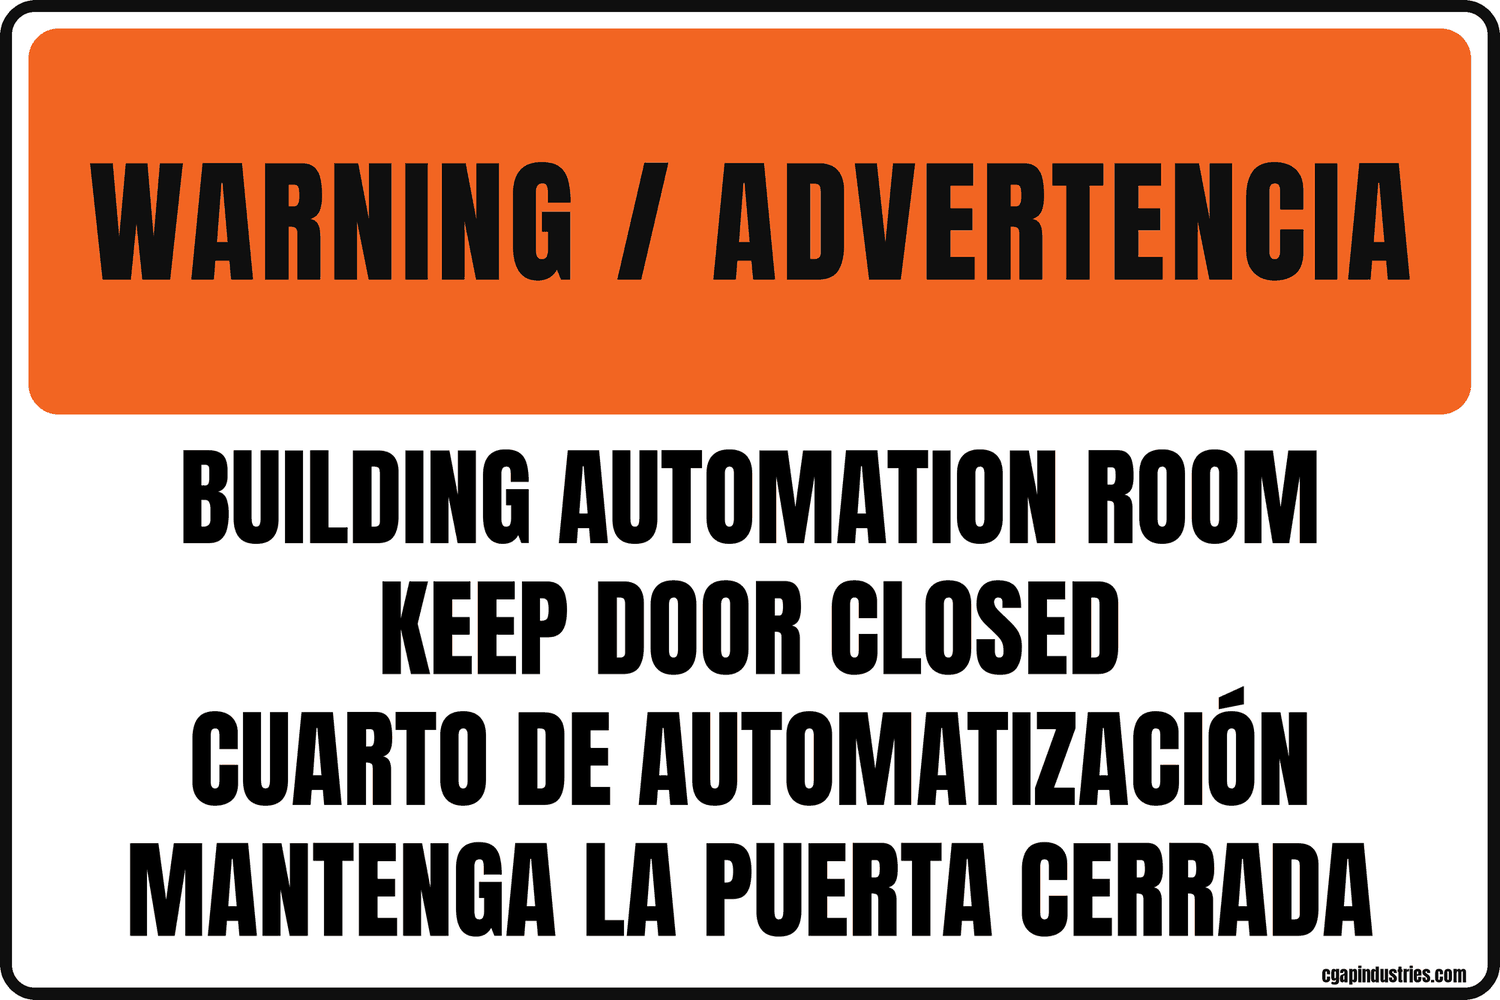 WARNING / ADVERTENCIA
BUILDING AUTOMATION ROOM
KEEP DOOR CLOSED
CUARTO DE AUTOMATIZACIÓN
MANTENGA LA PUERTA CERRADA
cgapindustries.com